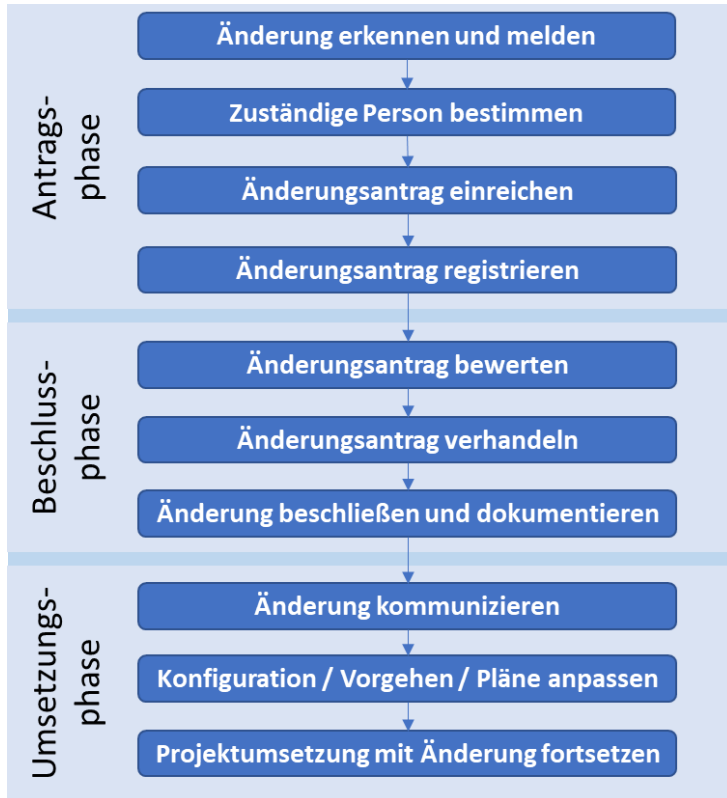 Antrags-
phase
Änderung erkennen und melden
Zuständige Person bestimmen
Änderungsantrag einreichen
Änderungsantrag registrieren
Beschluss-
phase
Änderungsantrag bewerten
Änderungsantrag verhandeln
Änderung beschließen und dokumentieren
Umsetzungs-
phase
Änderung kommunizieren
Konfiguration / Vorgehen / Pläne anpassen
Projektumsetzung mit Änderung fortsetzen